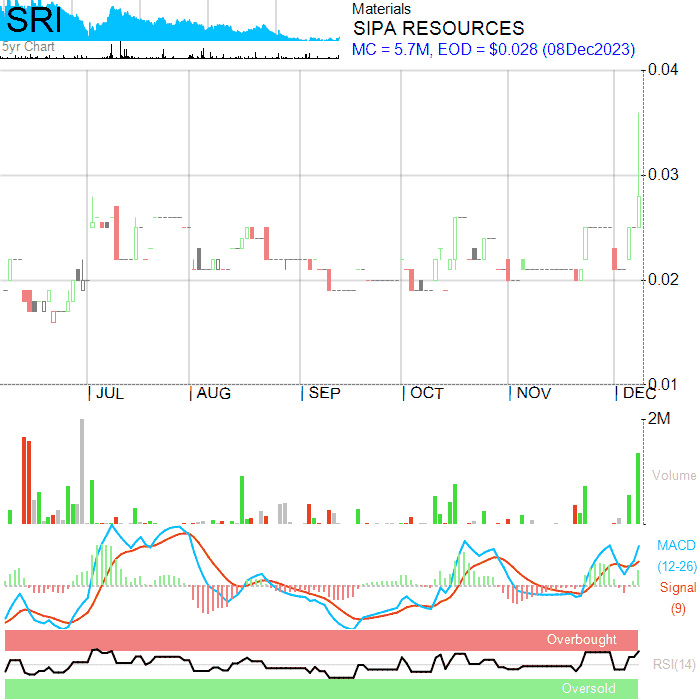 SRI
5yr Chart
Materials
SIPA RESOURCES
MC = 5.7M, EOD = $0.028 (08Dec2023)
0.04
0.03
0.02
0.01
JUL AUG SEP OCT NOV DEC
2M
Volume
MACD
(12-26)
Signal
(9)
Overbought
RSI(14)
Oversold